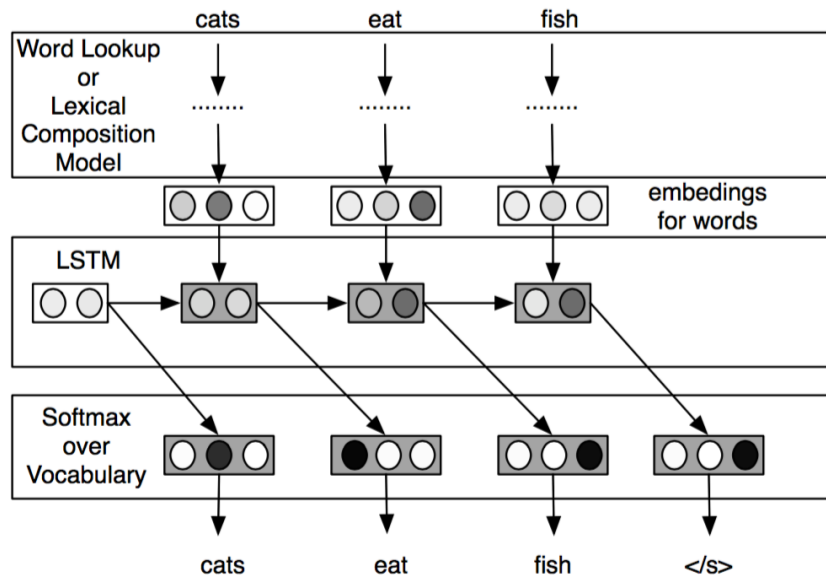 cats eat fish
Word Lookup
or
Lexical
Composition
Model
........ ........ ........
embedings
for words
LSTM
Softmax
over
Vocabulary
cats eat fish </s>